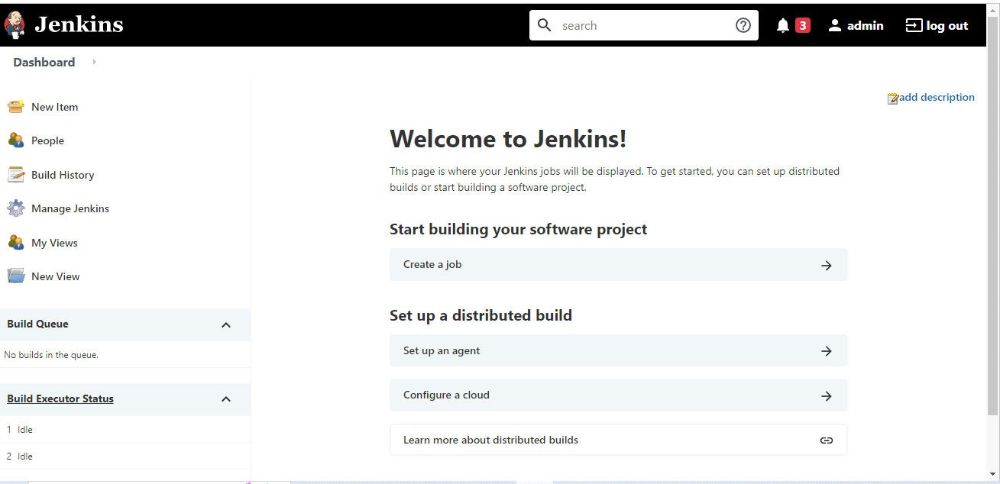 Jenkins
search
3
admin
log out
Dashboard
add description
New Item
People
Build History
Manage Jenkins
My Views
New View
Build Queue
No builds in the queue.
Build Executor Status
1 Idle
2 Idle
Welcome to Jenkins!
This page is where your Jenkins jobs will be displayed. To get started, you can set up distributed
builds or start building a software project.
Start building your software project
Create a job
Set up a distributed build
Set up an agent
Configure a cloud
Learn more about distributed builds